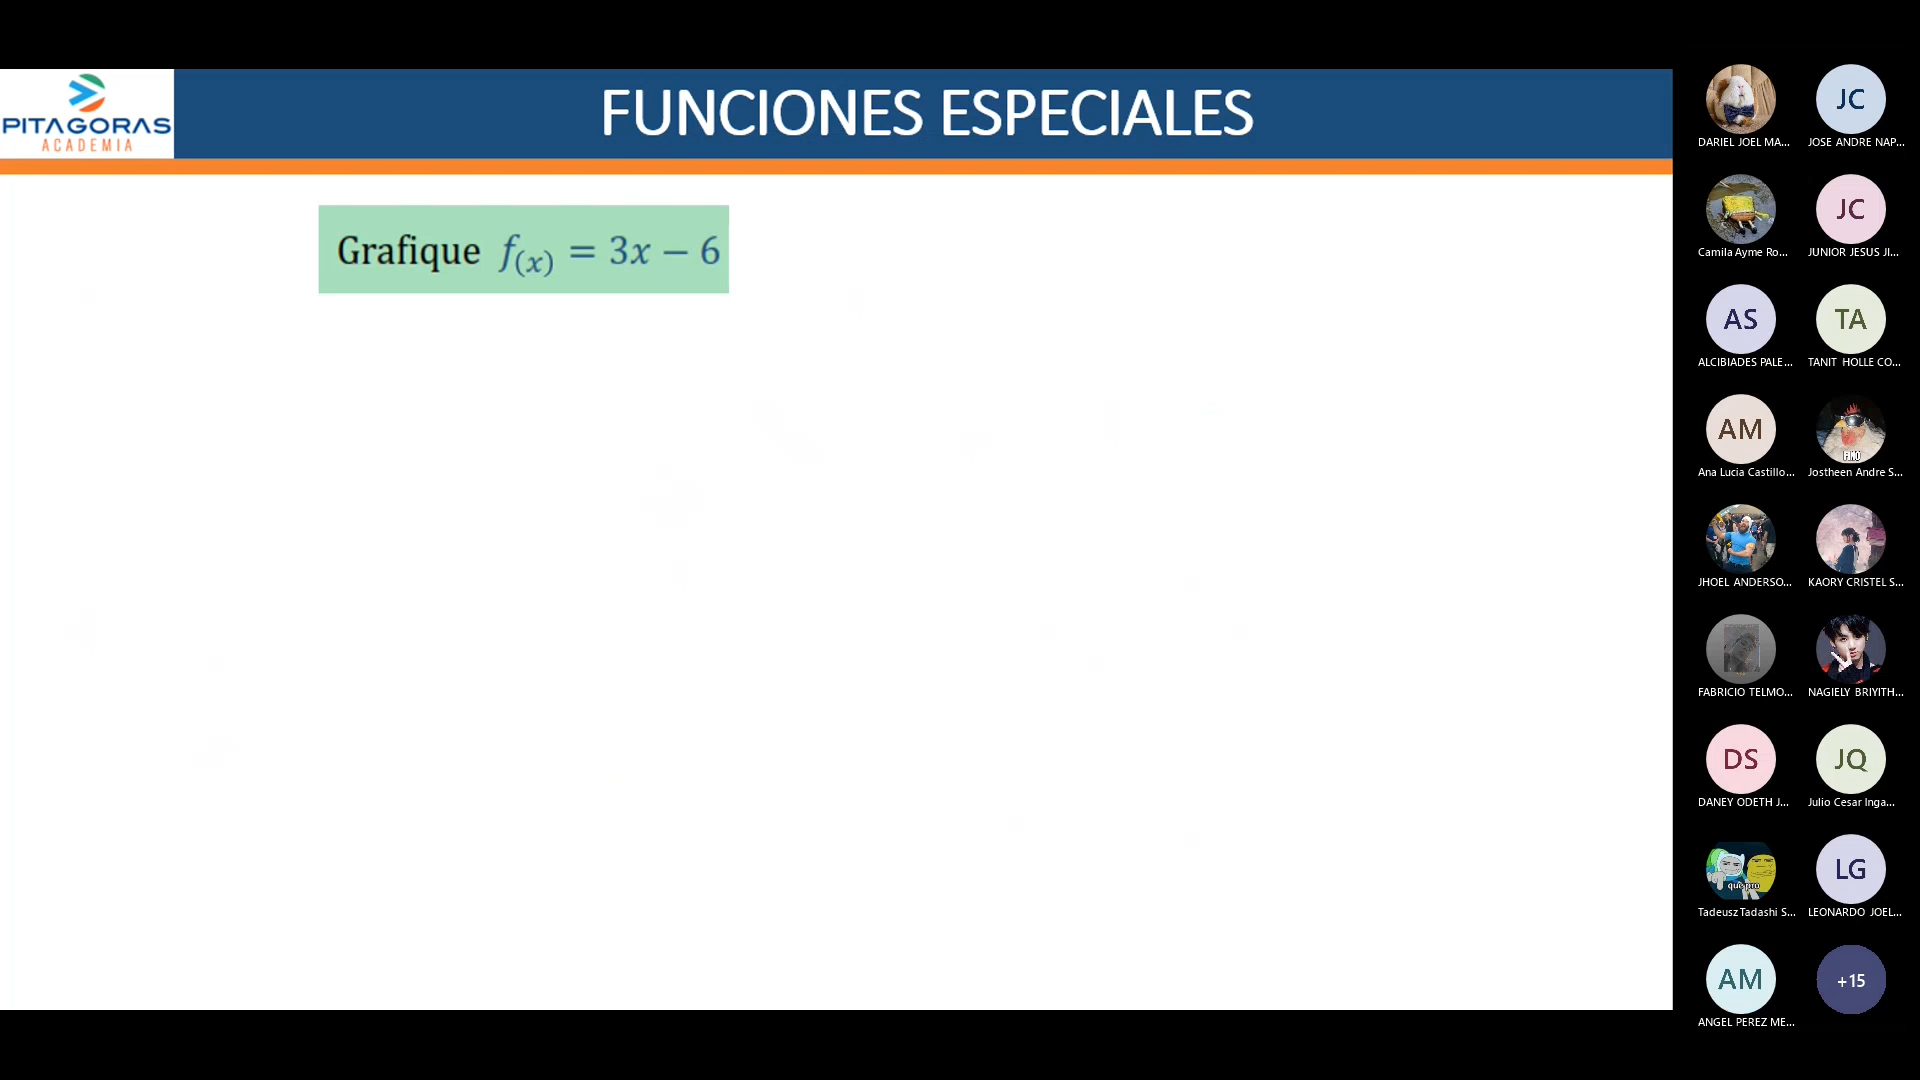 PITAGORAS
ACADEMIA
FUNCIONES ESPECIALES
Grafique f(x) = 3x − 6
DARIEL JOEL MA...
JC
JOSE ANDRE NAP...
Camila Ayme Ro...
JC
JUNIOR JESUS JI...
AS
ALCIBIADES PALE...
TA
TANIT HOLLE CO...
AM
Ana Lucia Castillo...
FINO
Jostheen Andre S...
JHOEL ANDERSO...
KAORY CRISTEL S...
FABRICIO TELMO...
NAGIELY BRIYITH...
DS
DANEY ODETH J...
JQ
Julio Cesar Inga...
Tadeusz Tadashi S...
LG
LEONARDO JOEL...
AM
ANGEL PEREZ ME...
+15